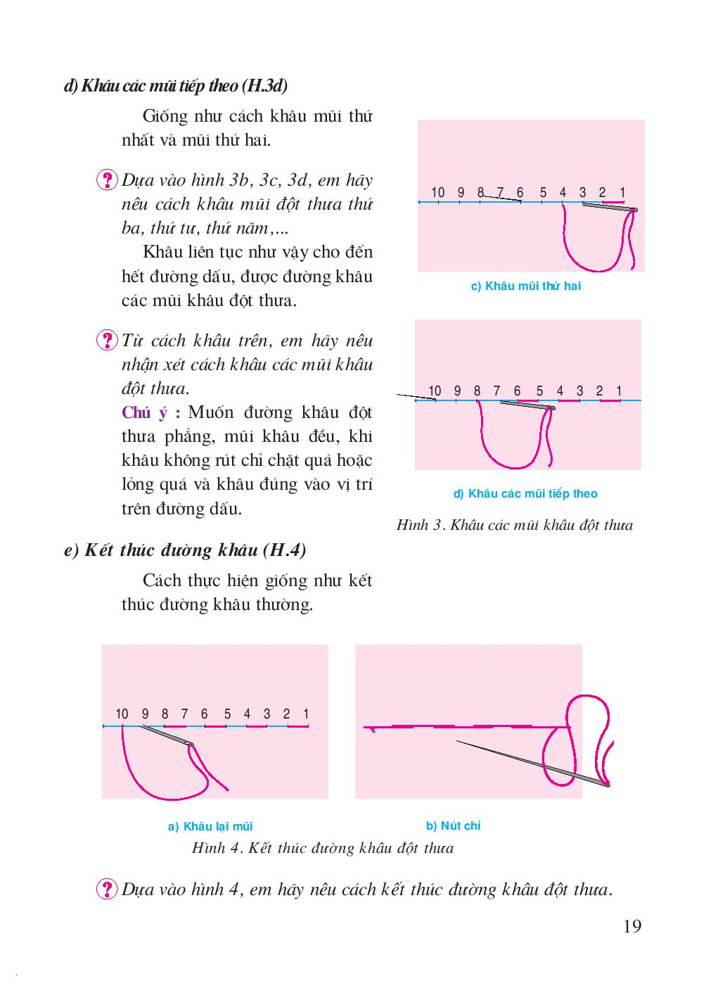 d) Khâu các mũi tiếp theo (H.3d)
Giống như cách khâu mũi thứ
nhất và mũi thứ hai.
? Dựa vào hình 3b, 3c, 3d, em hãy
nêu cách khâu mũi đột thưa thứ
ba, thứ tư, thứ năm,...
Khâu liên tục như vậy cho đến
hết đường dấu, được đường khâu
các mũi khâu đột thưa.
? Từ cách khâu trên, em hãy nêu
nhận xét cách khâu các mũi khâu
đột thưa.
Chú ý : Muốn đường khâu đột
thưa phẳng, mũi khâu đều, khi
khâu không rút chỉ chặt quá hoặc
lỏng quá và khâu đúng vào vị trí
trên đường dấu.
10 9 8 7 6 5 4 3 2 1
c) Khâu mũi thứ hai
10 9 8 7 6 5 4 3 2 1
d) Khâu các mũi tiếp theo
Hình 3. Khâu các mũi khâu đột thưa
e) Kết thúc đường khâu (H.4)
Cách thực hiện giống như kết
thúc đường khâu thường.
10 9 8 7 6 5 4 3 2 1
a) Khâu lại mũi
b) Nút chỉ
Hình 4. Kết thúc đường khâu đột thưa
? Dựa vào hình 4, em hãy nêu cách kết thúc đường khâu đột thưa.
19